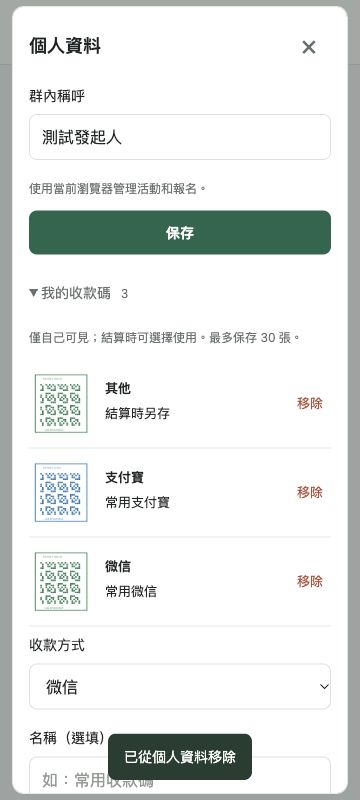 個人資料
群內稱呼
測試發起人
使用當前瀏覽器管理活動和報名。
保存
▼我的收款碼 3
僅自己可見；結算時可選擇使用。最多保存 30 張。
其他
結算時另存
移除
支付寶
常用支付寶
移除
微信
常用微信
移除
收款方式
微信
名稱（選填）
已從個人資料移除
如：常用收款碼